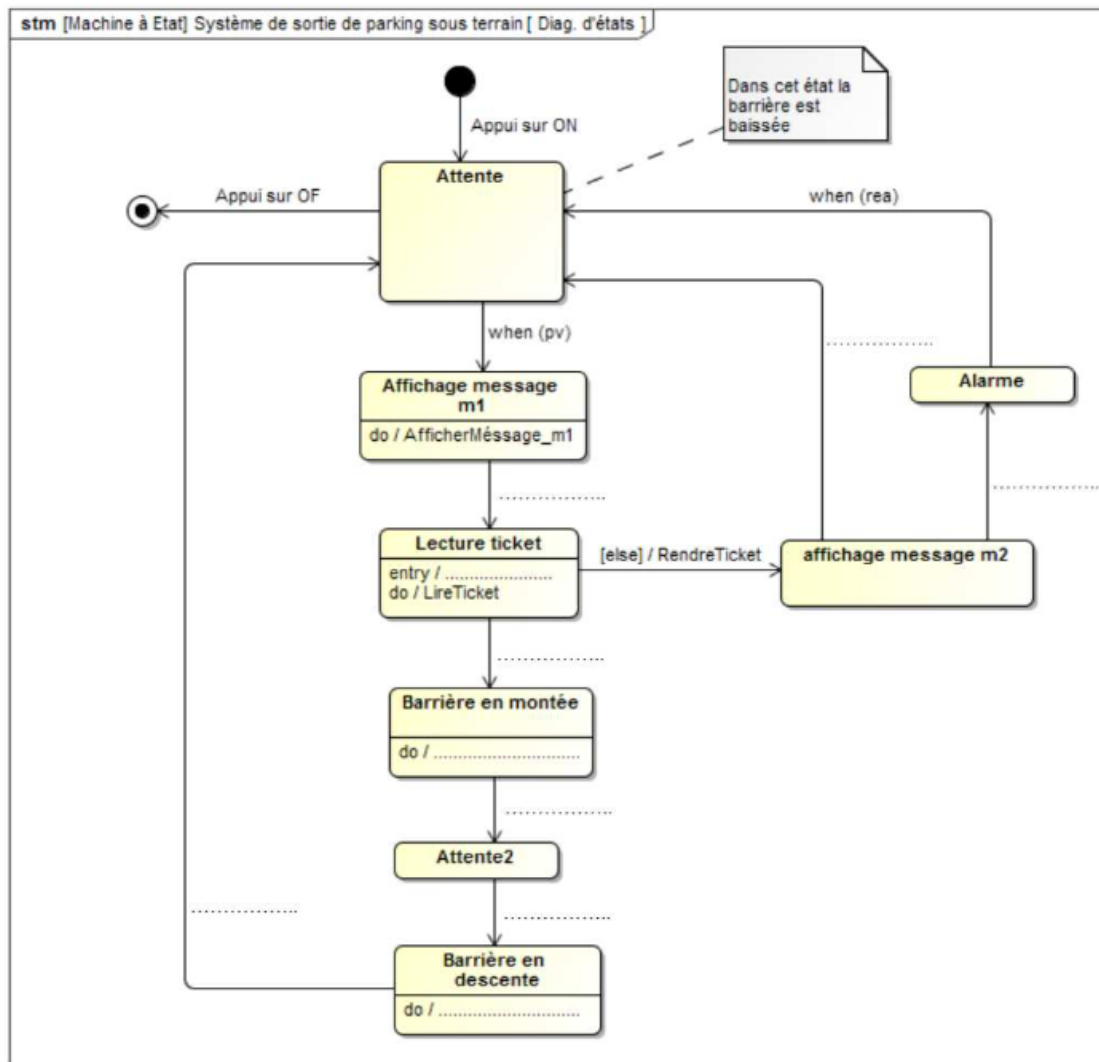 stm [Machine à Etat] Système de sortie de parking sous terrain [ Diag. d'états ]
Dans cet état la
barrière est
baissée
Appui sur ON
Attente
Appui sur OF
when (rea)
when (pv)
....................
Alarme
Affichage message
m1
do / AfficherMéssage_m1
....................
....................
Lecture ticket
entry / ......................
do / LireTicket
[else] / RendreTicket
affichage message m2
....................
Barrière en montée
do / ..............................
....................
Attente2
....................
....................
Barrière en
descente
do / .............................